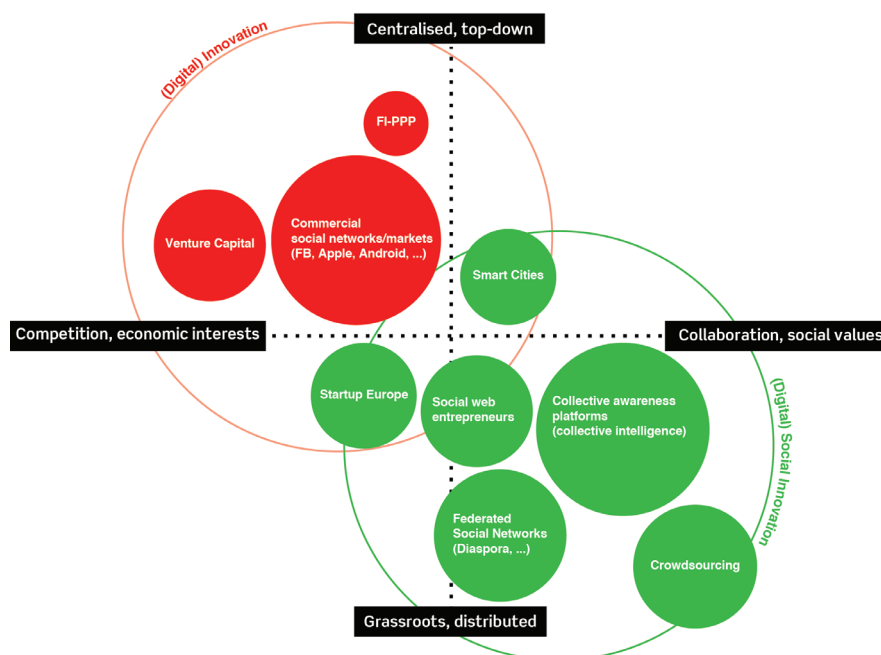 Centralised, top-down
(Digital) Innovation
FI-PPP
Commercial
social networks/markets
(FB, Apple, Android, ...)
Venture Capital
Smart Cities
Competition, economic interests
Collaboration, social values
Startup Europe
Social web
entrepreneurs
Collective awareness
platforms
(collective intelligence)
(Digital) Social Innovation
Federated
Social Networks
(Diaspora, ...)
Crowdsourcing
Grassroots, distributed